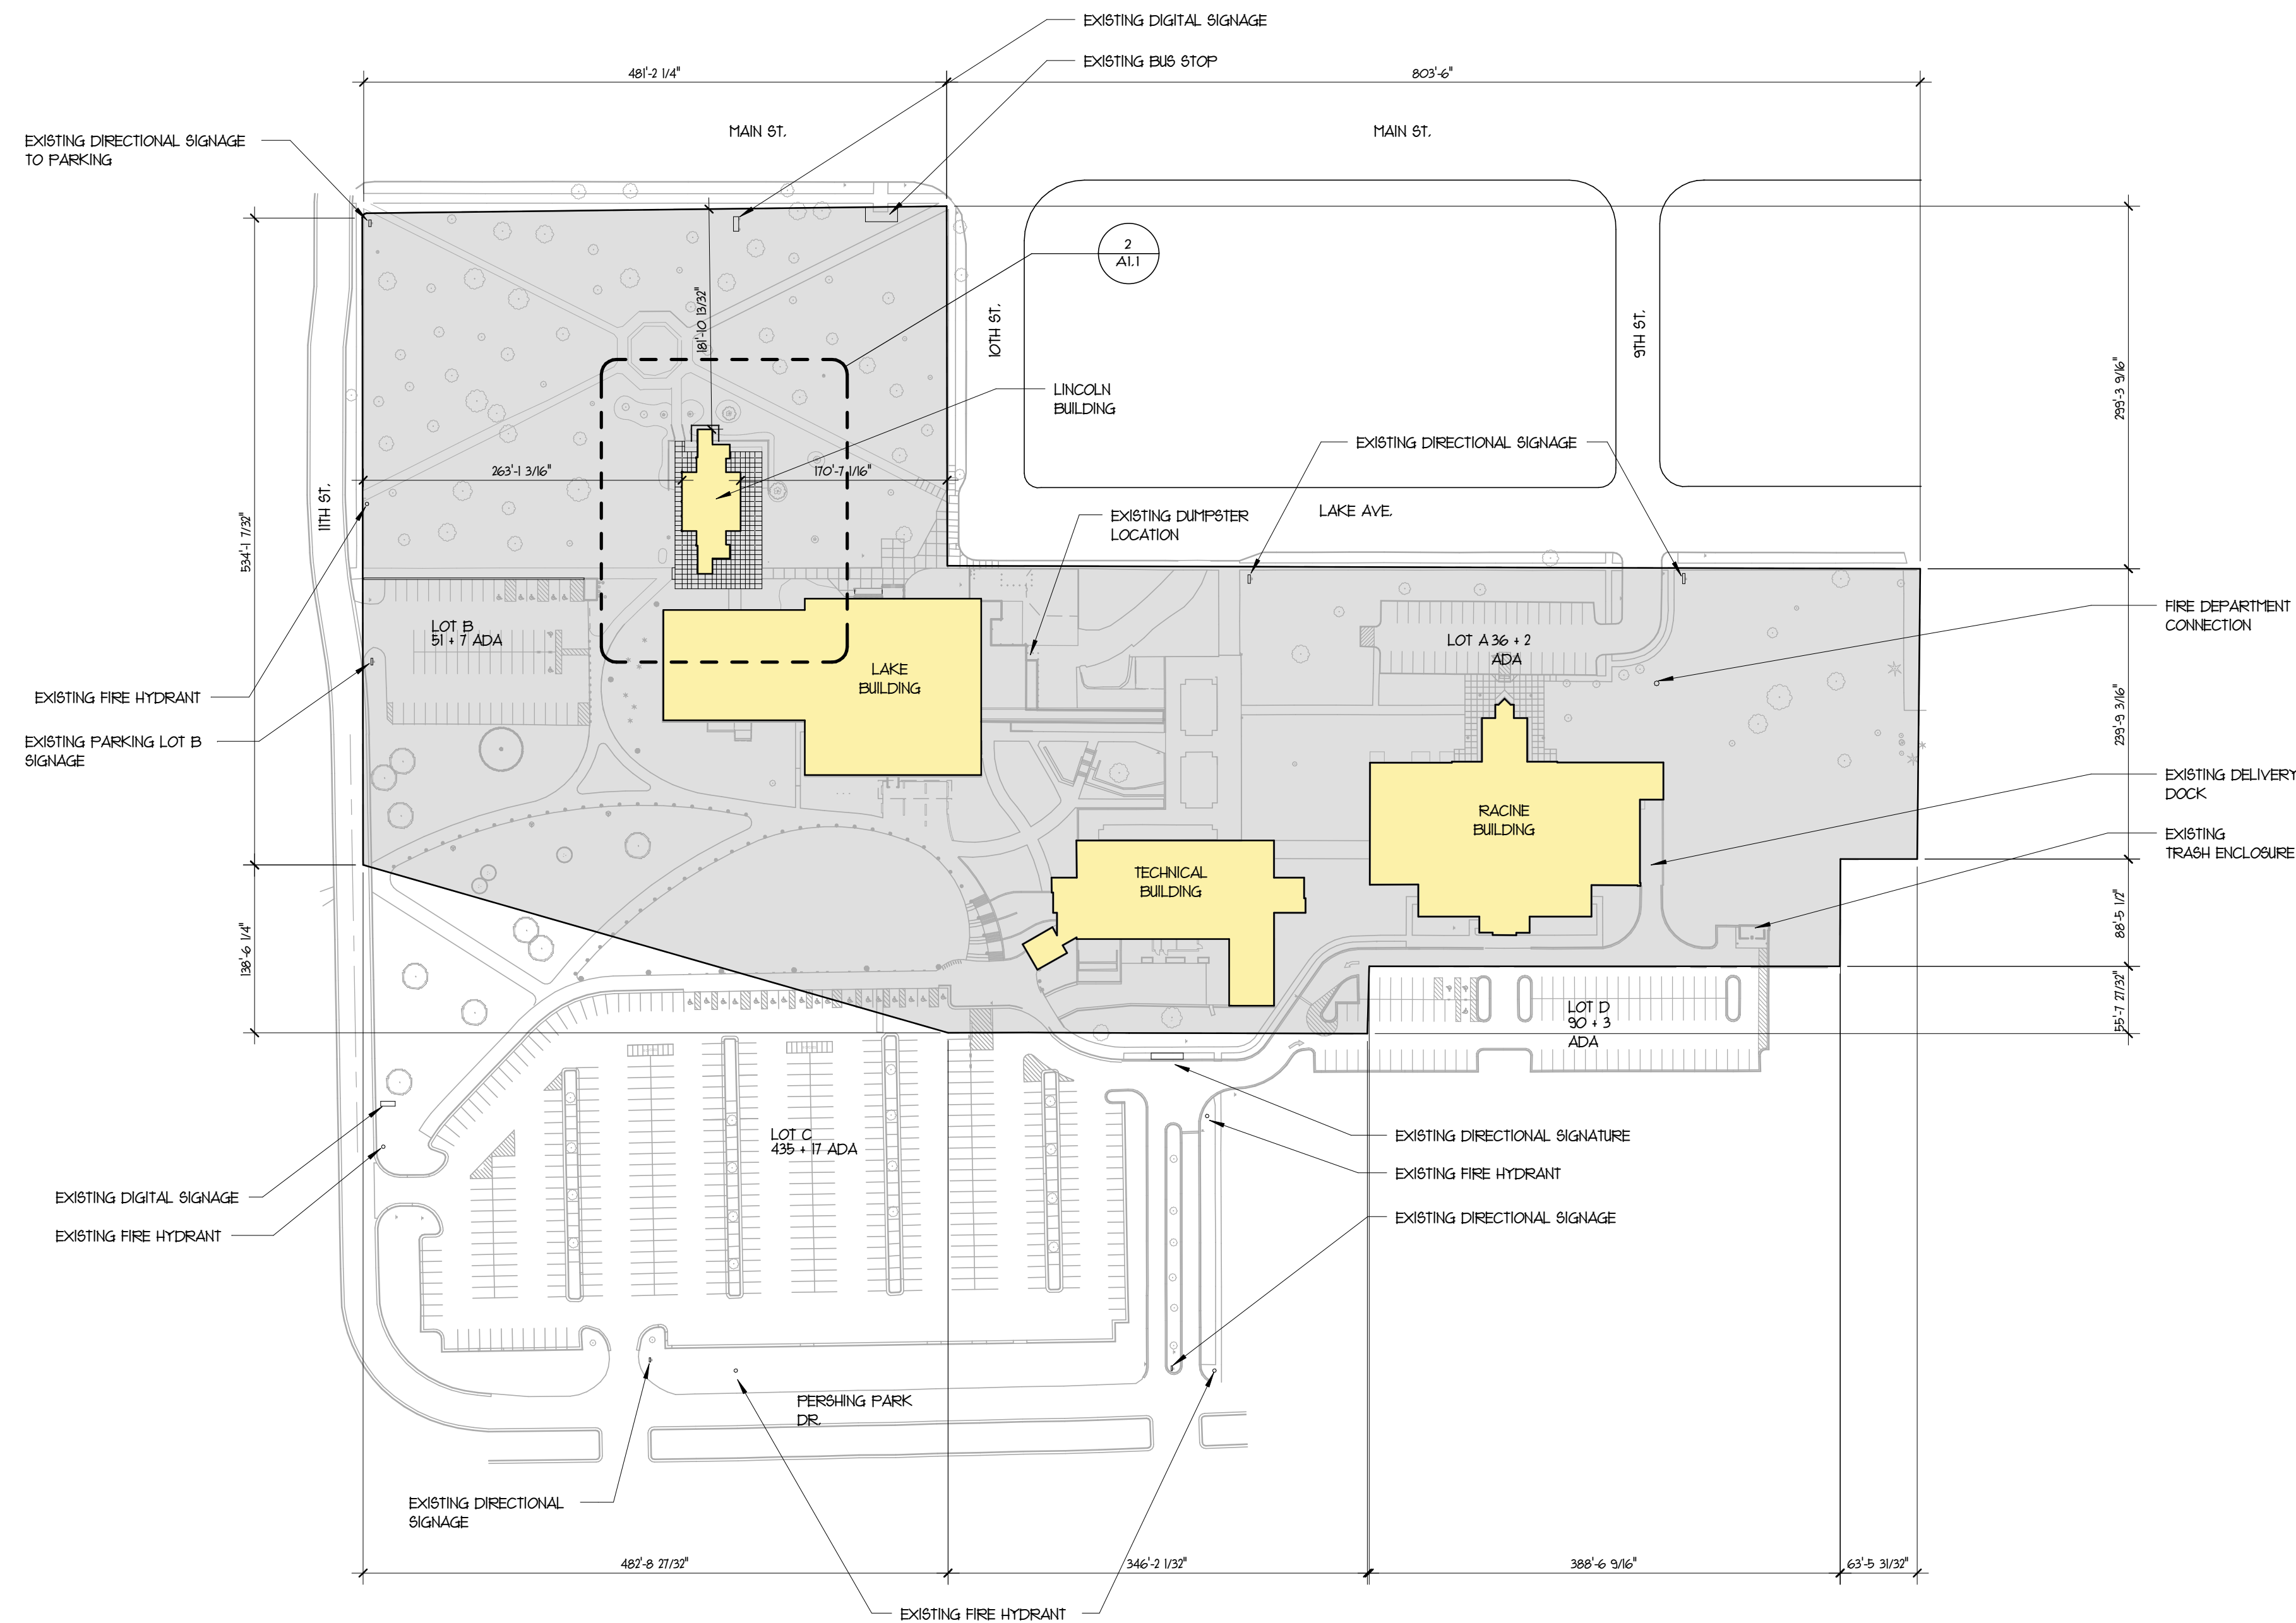 EXISTING DIGITAL SIGNAGE
EXISTING BUS STOP
481'-2 1/4"
803'-6"
MAIN ST.
MAIN ST.
EXISTING DIRECTIONAL SIGNAGE
TO PARKING
2
A1.1
181'-10 13/32"
10TH ST.
9TH ST.
299'-3 9/16"
LINCOLN
BUILDING
EXISTING DIRECTIONAL SIGNAGE
263'-1 3/16"
170'-7 1/16"
11TH ST.
534'-1 7/32"
LAKE AVE.
EXISTING DUMPSTER
LOCATION
FIRE DEPARTMENT
CONNECTION
LOT B
51 + 7 ADA
LOT A 36 + 2
ADA
LAKE
BUILDING
EXISTING FIRE HYDRANT
239'-9 3/16"
EXISTING PARKING LOT B
SIGNAGE
EXISTING DELIVERY
DOCK
RACINE
BUILDING
EXISTING
TRASH ENCLOSURE
TECHNICAL
BUILDING
138'-6 1/4"
88'-5 1/2"
55'-7 27/32"
LOT D
90 + 3
ADA
LOT C
435 + 17 ADA
EXISTING DIRECTIONAL SIGNATURE
EXISTING FIRE HYDRANT
EXISTING DIGITAL SIGNAGE
EXISTING DIRECTIONAL SIGNAGE
EXISTING FIRE HYDRANT
PERSHING PARK
DR.
EXISTING DIRECTIONAL
SIGNAGE
482'-8 27/32"
346'-2 1/32"
388'-6 9/16"
63'-5 31/32"
EXISTING FIRE HYDRANT